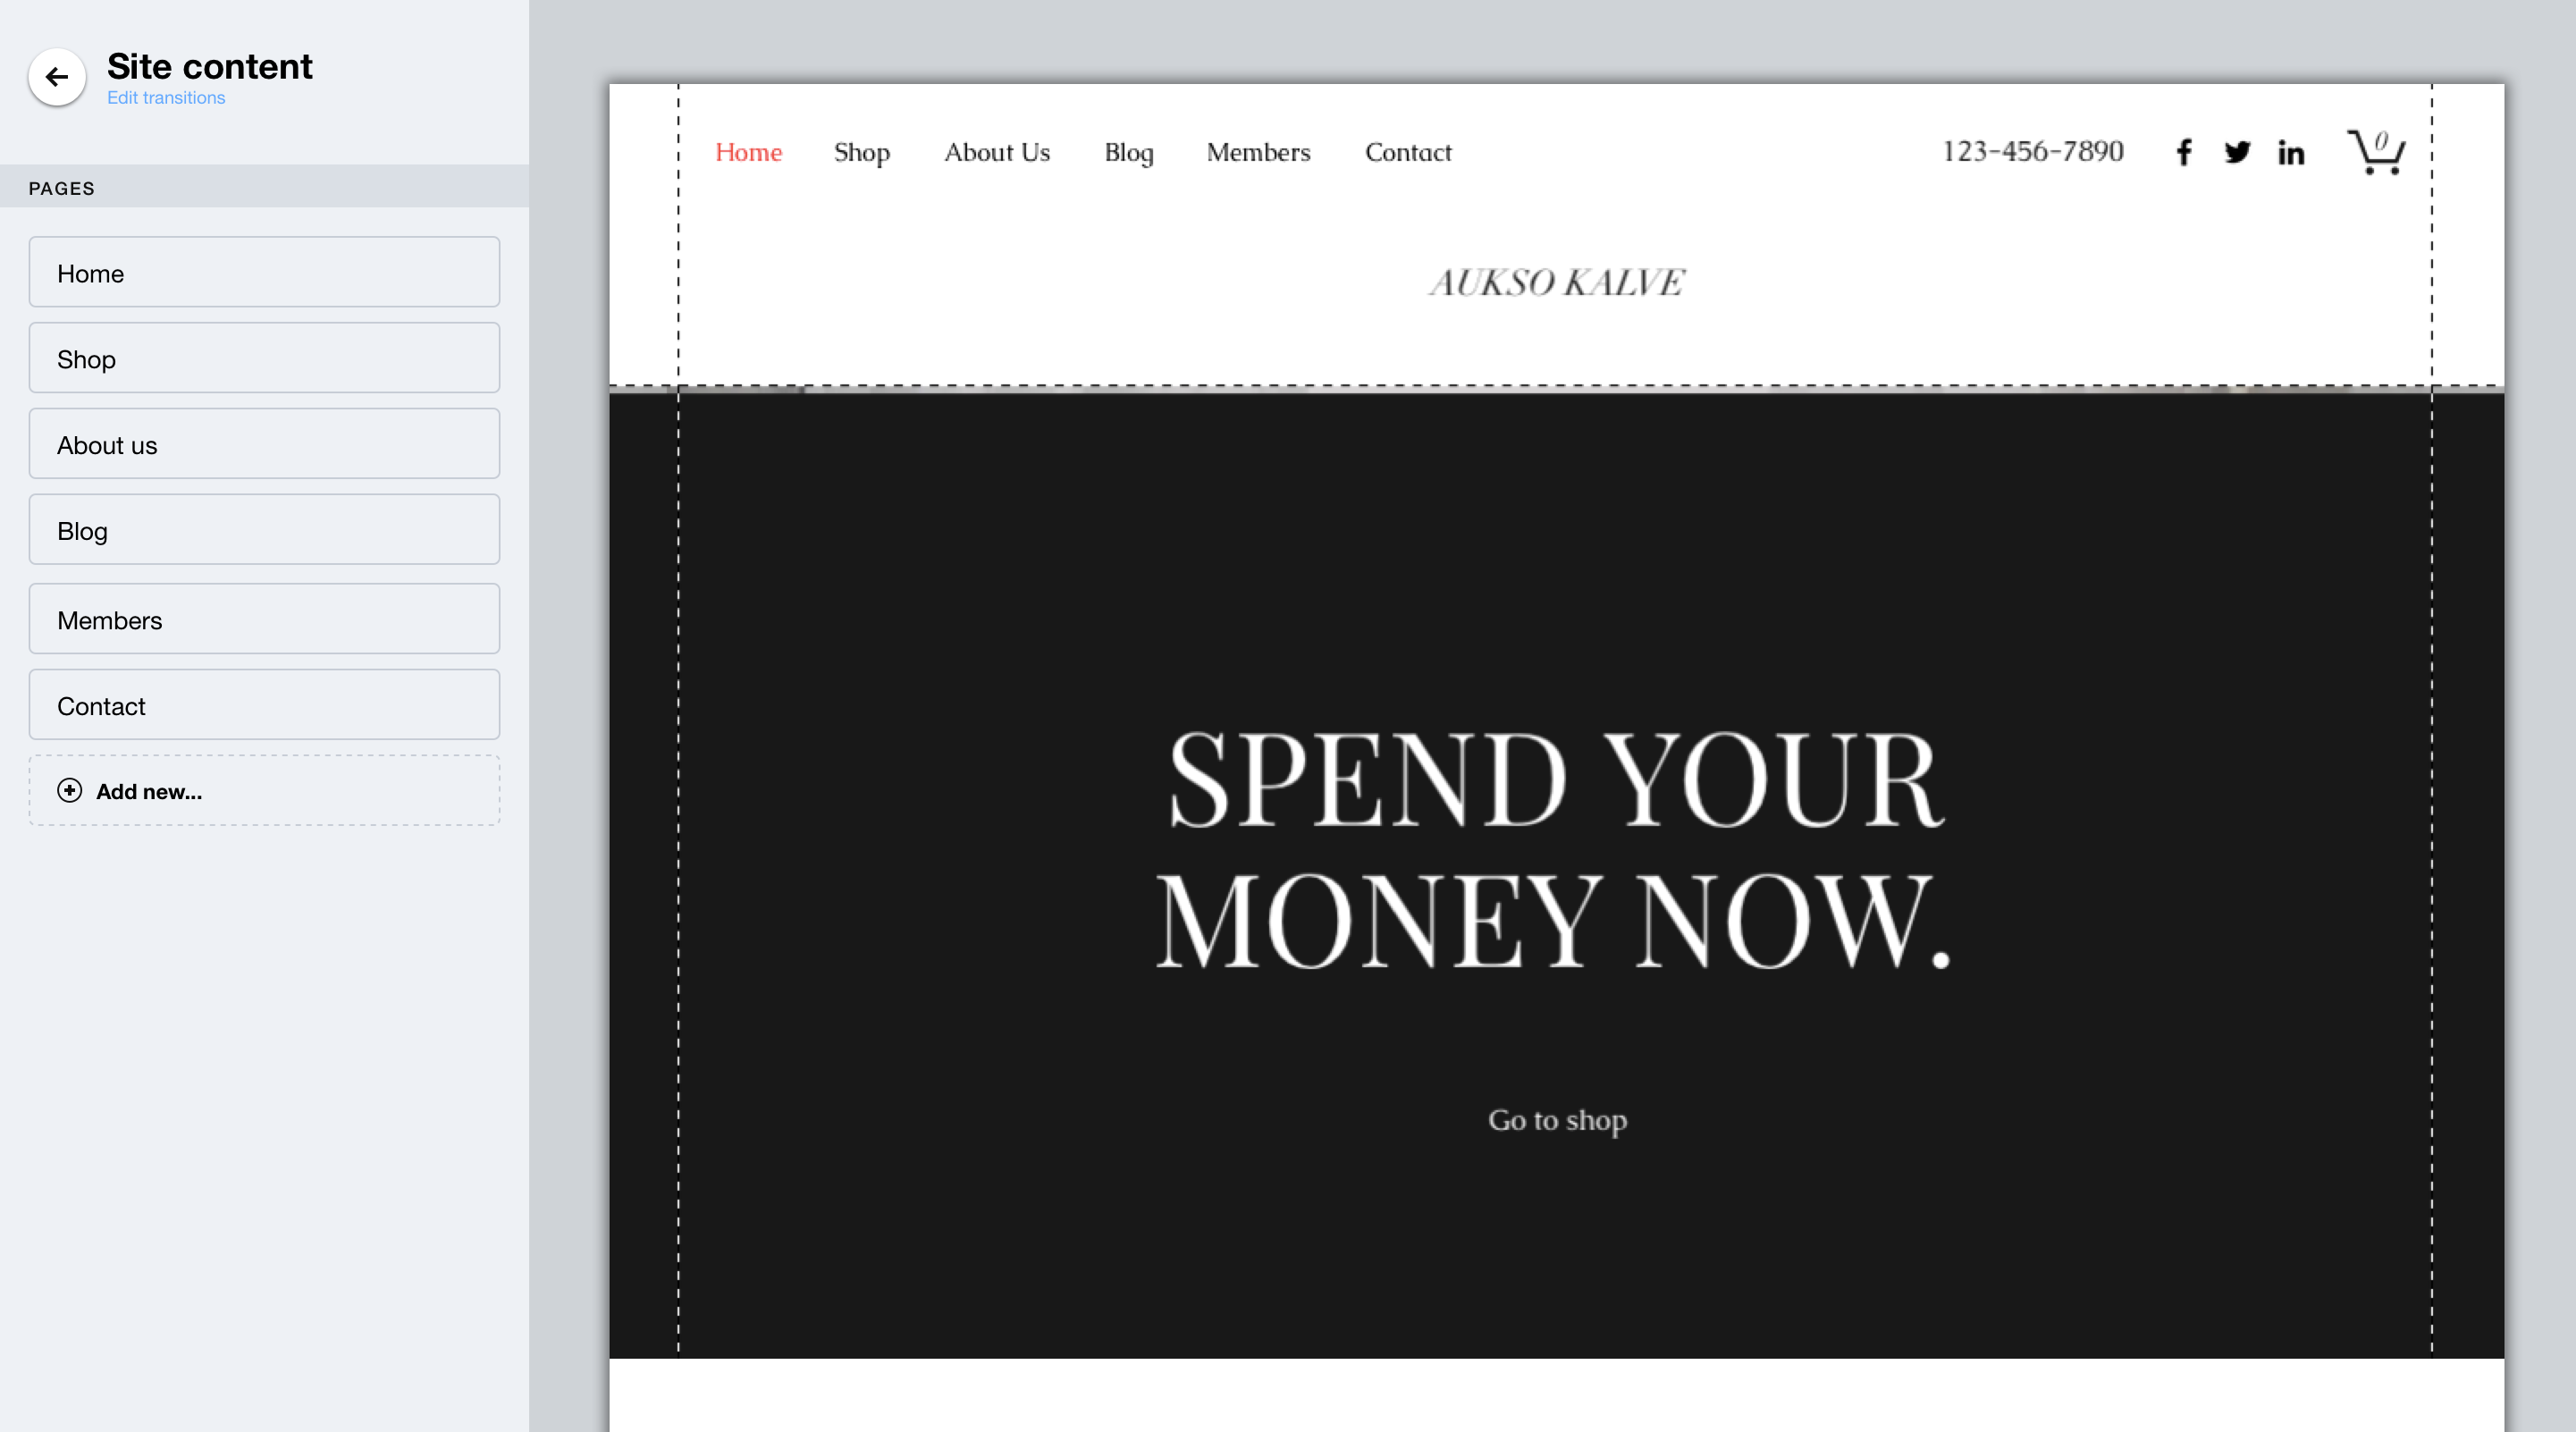 Site content
Edit transitions
PAGES
Home
Shop
About us
Blog
Members
Contact
Add new...
Home Shop About Us Blog Members Contact 123-456-7890 0
AUKSO KALVE
SPEND YOUR
MONEY NOW.
Go to shop